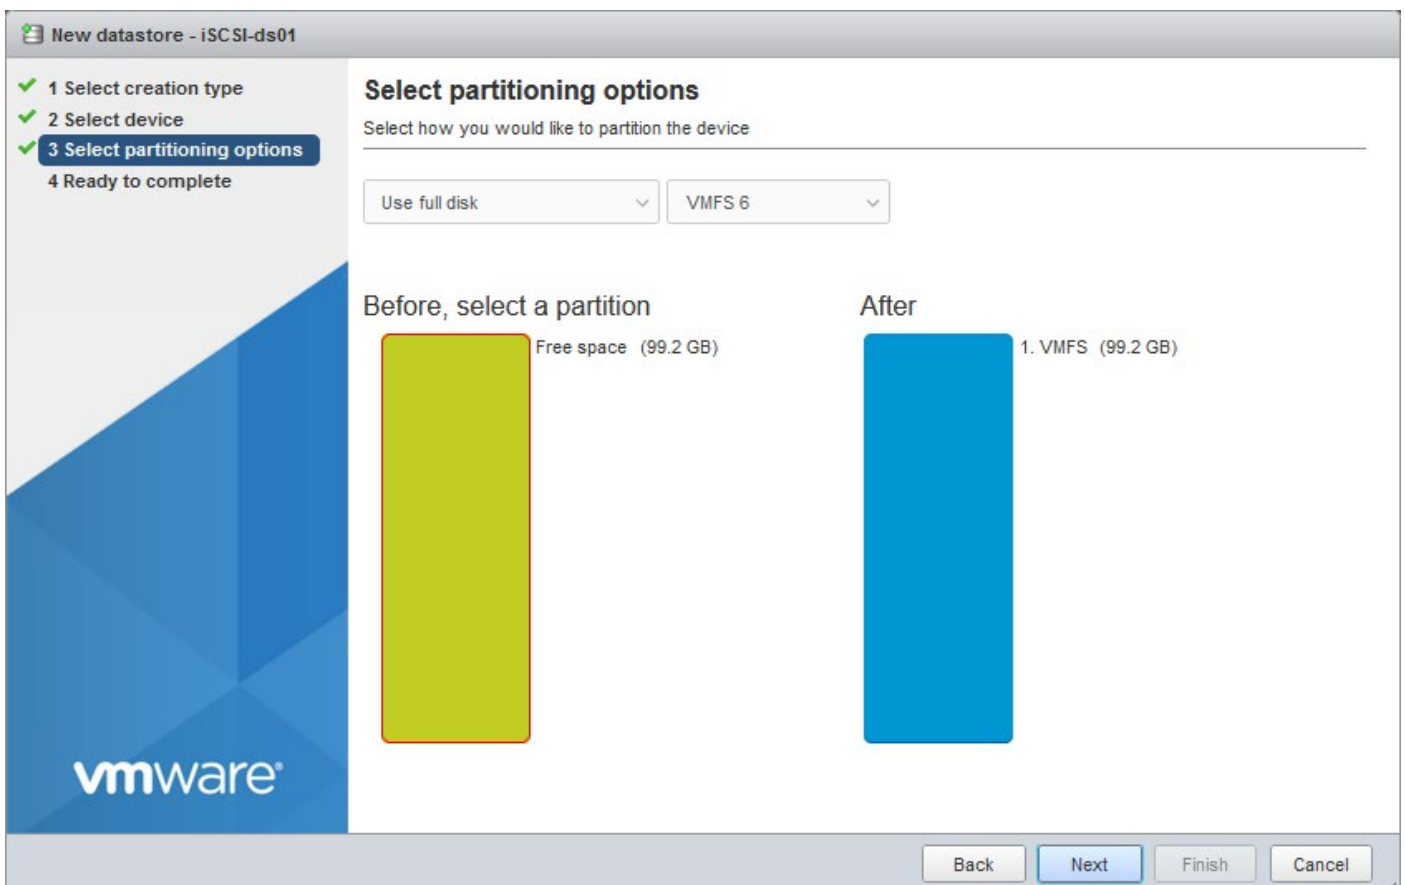 New datastore - iSCSI-ds01
1 Select creation type
2 Select device
3 Select partitioning options
4 Ready to complete
Select partitioning options
Select how you would like to partition the device
Use full disk
VMFS 6
Before, select a partition
After
Free space (99.2 GB)
1. VMFS (99.2 GB)
vmware®
Back
Next
Finish
Cancel